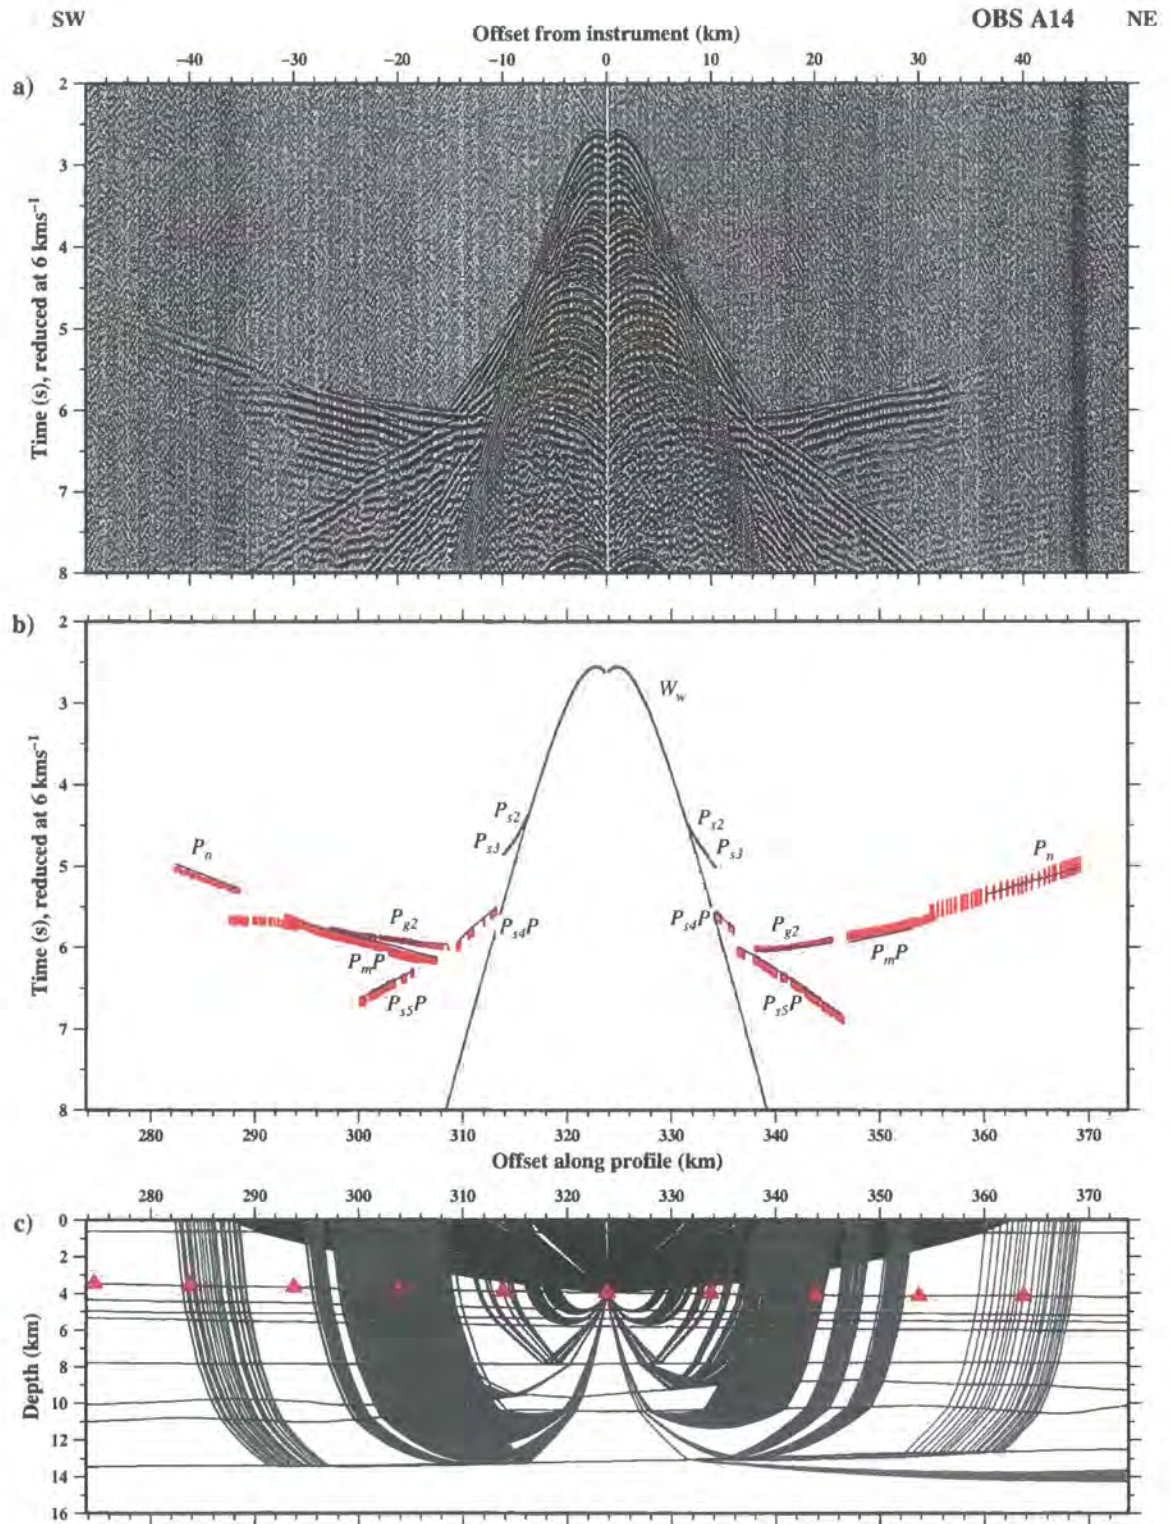 SW OBS A14 NE
Offset from instrument (km)
−40 −30 −20 −10 0 10 20 30 40
a)
2
3
4
5
6
7
8
Time (s), reduced at 6 kms⁻¹
b)
2
3
4
5
6
7
8
Time (s), reduced at 6 kms⁻¹
W_w
P_s2 P_s2
P_s3 P_s3
P_n P_n
P_g2 P_s4P P_s4P P_g2
P_mP P_mP
P_s5P P_s5P
280 290 300 310 320 330 340 350 360 370
Offset along profile (km)
280 290 300 310 320 330 340 350 360 370
c)
0
2
4
6
8
10
12
14
16
Depth (km)